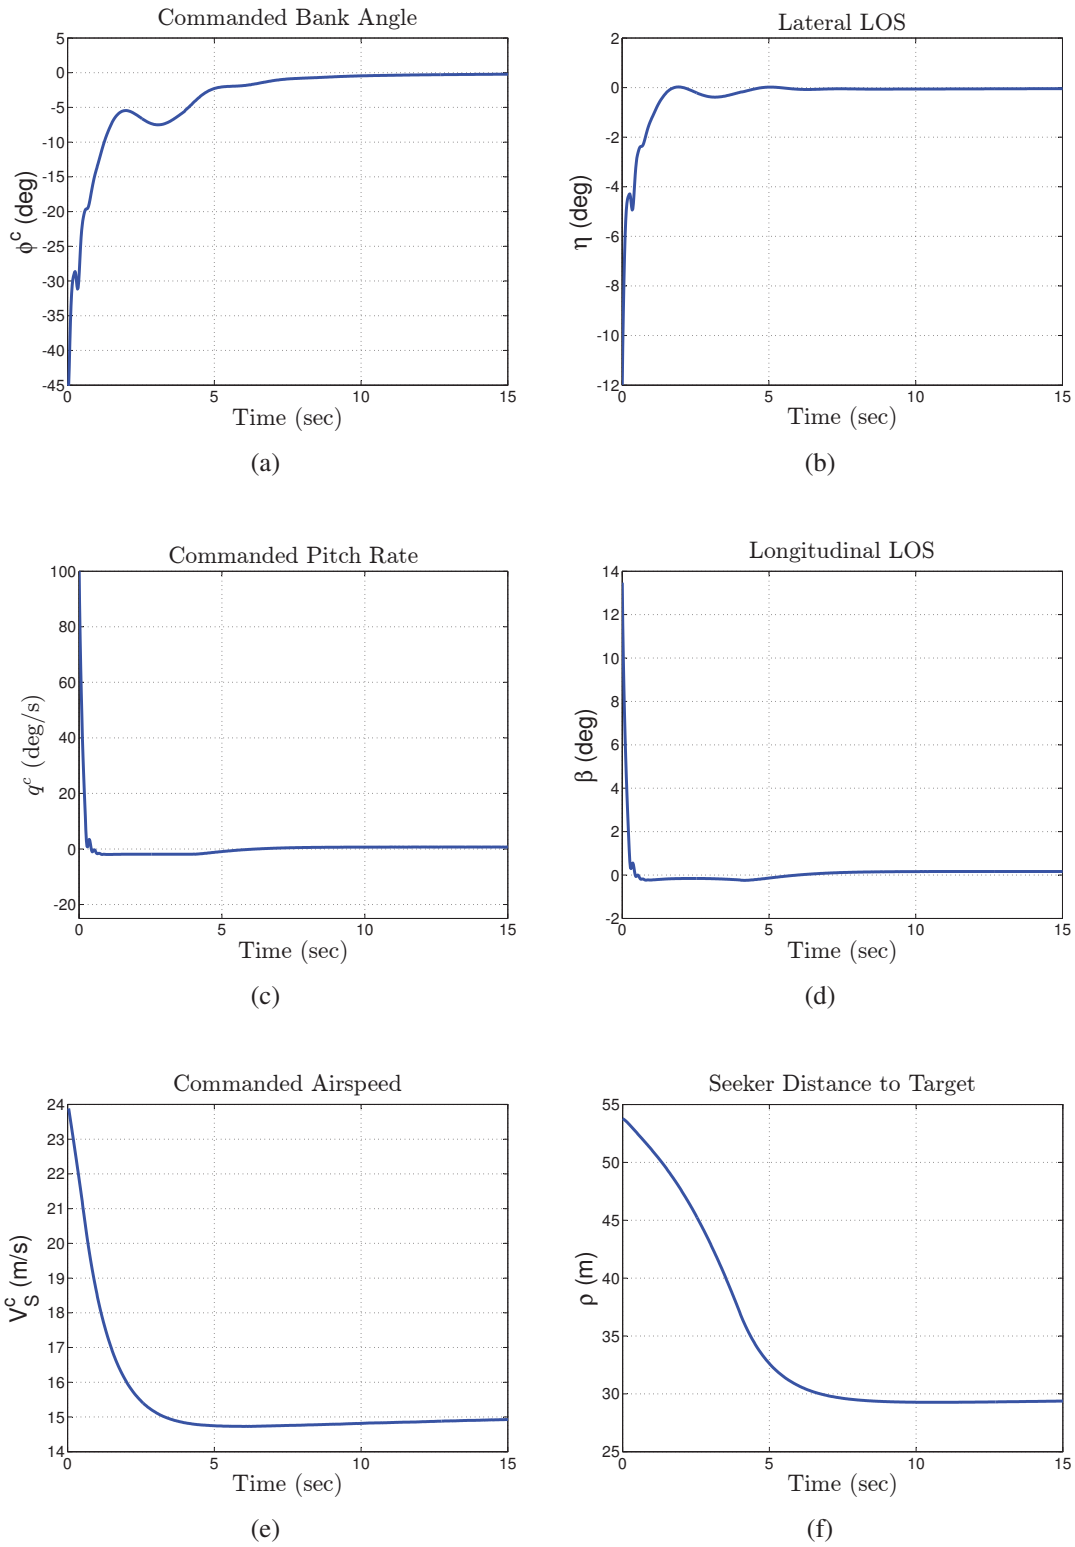 Commanded Bank Angle
5
0
-5
-10
-15
-20
-25
-30
-35
-40
-45
ϕᶜ (deg)
0 5 10 15
Time (sec)
(a)
Lateral LOS
2
0
-2
-4
-6
-8
-10
-12
η (deg)
0 5 10 15
Time (sec)
(b)
Commanded Pitch Rate
100
80
60
40
20
0
-20
qᶜ (deg/s)
0 5 10 15
Time (sec)
(c)
Longitudinal LOS
14
12
10
8
6
4
2
0
-2
β (deg)
0 5 10 15
Time (sec)
(d)
Commanded Airspeed
24
23
22
21
20
19
18
17
16
15
14
V_S^c (m/s)
0 5 10 15
Time (sec)
(e)
Seeker Distance to Target
55
50
45
40
35
30
25
ρ (m)
0 5 10 15
Time (sec)
(f)